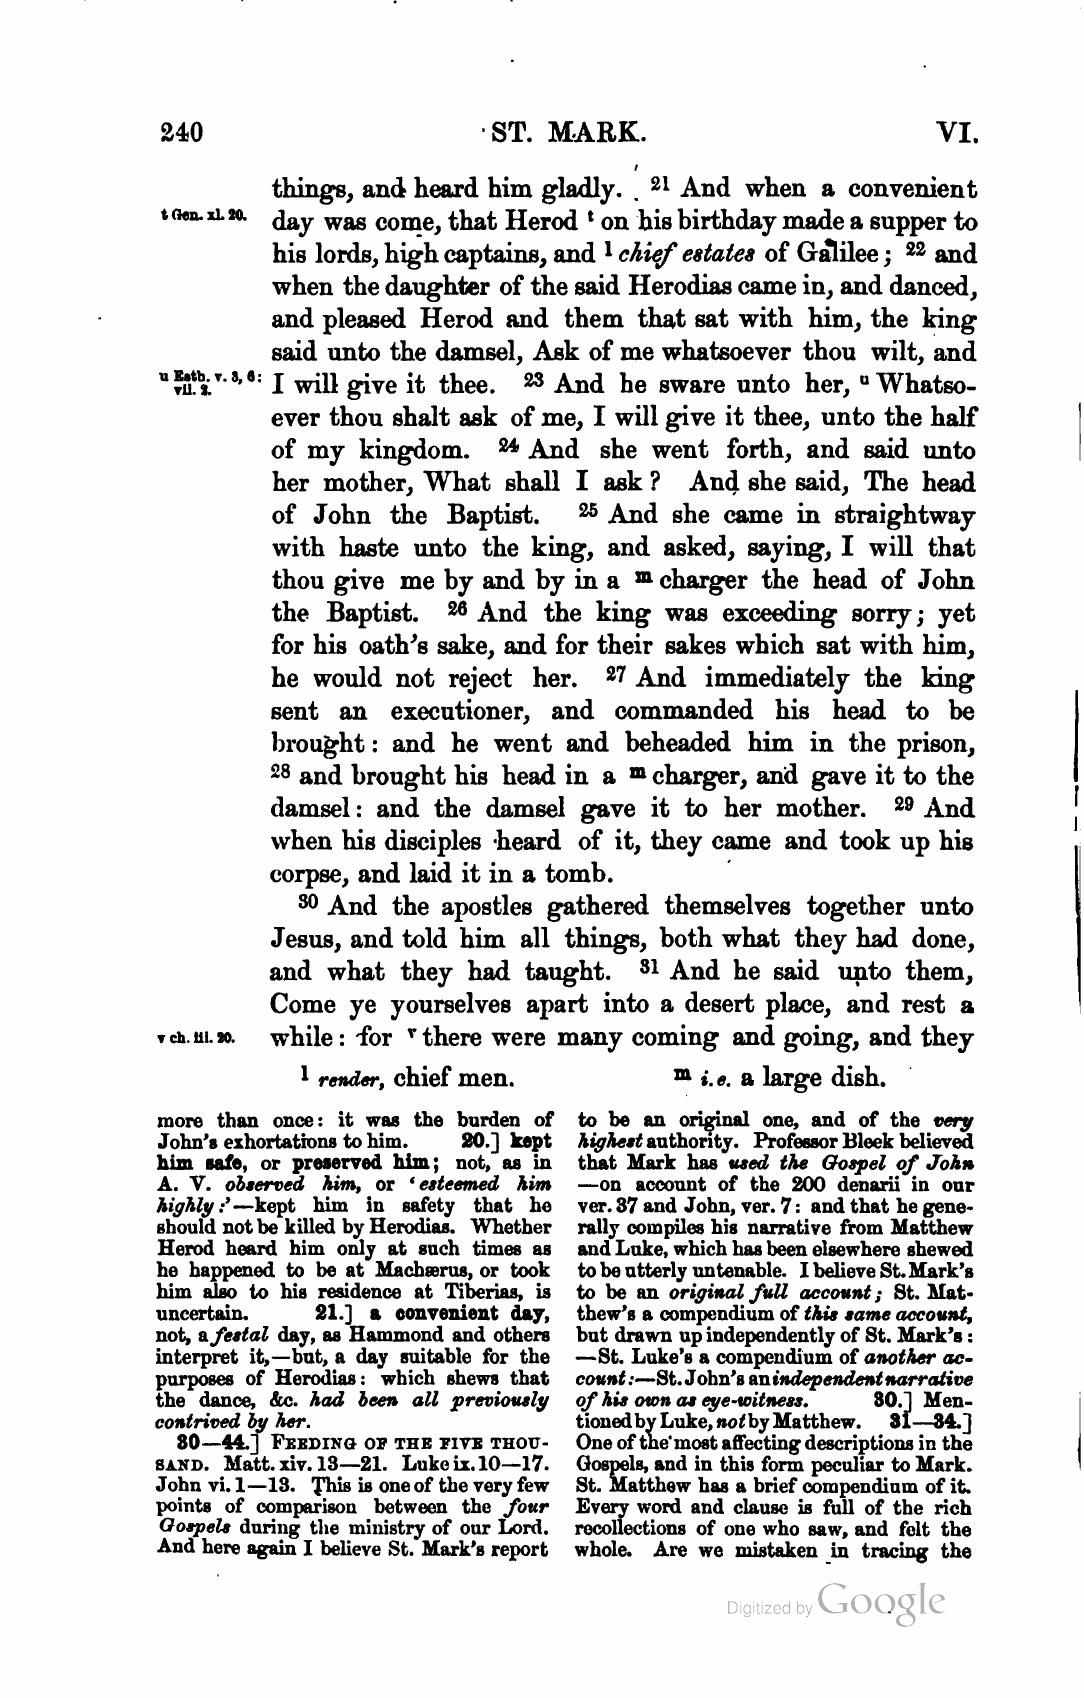 240 ST. MARK. VI.
things, and heard him gladly. 21 And when a convenient
t Gen. xl. 20. day was come, that Herod t on his birthday made a supper to
his lords, high captains, and l chief estates of Galilee; 22 and
when the daughter of the said Herodias came in, and danced,
and pleased Herod and them that sat with him, the king
said unto the damsel, Ask of me whatsoever thou wilt, and
u Esth. v. 3, 6: vii. 2. I will give it thee. 23 And he sware unto her, u Whatso-
ever thou shalt ask of me, I will give it thee, unto the half
of my kingdom. 24 And she went forth, and said unto
her mother, What shall I ask? And she said, The head
of John the Baptist. 25 And she came in straightway
with haste unto the king, and asked, saying, I will that
thou give me by and by in a m charger the head of John
the Baptist. 26 And the king was exceeding sorry; yet
for his oath's sake, and for their sakes which sat with him,
he would not reject her. 27 And immediately the king
sent an executioner, and commanded his head to be
brought: and he went and beheaded him in the prison,
28 and brought his head in a m charger, and gave it to the
damsel: and the damsel gave it to her mother. 29 And
when his disciples heard of it, they came and took up his
corpse, and laid it in a tomb.
30 And the apostles gathered themselves together unto
Jesus, and told him all things, both what they had done,
and what they had taught. 31 And he said unto them,
Come ye yourselves apart into a desert place, and rest a
v ch. iii. 20. while: for v there were many coming and going, and they
l render, chief men. m i.e. a large dish.
more than once: it was the burden of
John's exhortations to him. 20.] kept
him safe, or preserved him; not, as in
A. V. observed him, or 'esteemed him
highly:'—kept him in safety that he
should not be killed by Herodias. Whether
Herod heard him only at such times as
he happened to be at Machærus, or took
him also to his residence at Tiberias, is
uncertain. 21.] a convenient day,
not, a festal day, as Hammond and others
interpret it,—but, a day suitable for the
purposes of Herodias: which shews that
the dance, &c. had been all previously
contrived by her.
30—44.] FEEDING OF THE FIVE THOU-
SAND. Matt. xiv. 13—21. Luke ix. 10—17.
John vi. 1—13. This is one of the very few
points of comparison between the four
Gospels during the ministry of our Lord.
And here again I believe St. Mark's report
to be an original one, and of the very
highest authority. Professor Bleek believed
that Mark has used the Gospel of John
—on account of the 200 denarii in our
ver. 37 and John, ver. 7: and that he gene-
rally compiles his narrative from Matthew
and Luke, which has been elsewhere shewed
to be utterly untenable. I believe St. Mark's
to be an original full account; St. Mat-
thew's a compendium of this same account,
but drawn up independently of St. Mark's:
—St. Luke's a compendium of another ac-
count:—St. John's an independent narrative
of his own as eye-witness. 30.] Men-
tioned by Luke, not by Matthew. 31—34.]
One of the most affecting descriptions in the
Gospels, and in this form peculiar to Mark.
St. Matthew has a brief compendium of it.
Every word and clause is full of the rich
recollections of one who saw, and felt the
whole. Are we mistaken in tracing the
Digitized by Google